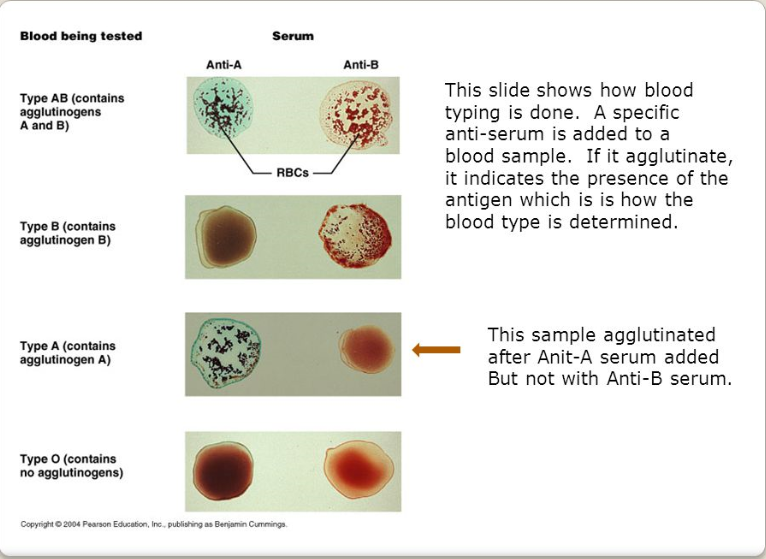 Blood being tested
Serum
Anti-A
Anti-B
Type AB (contains
agglutinogens
A and B)
RBCs
This slide shows how blood
typing is done.  A specific
anti-serum is added to a
blood sample.  If it agglutinate,
it indicates the presence of the
antigen which is is how the
blood type is determined.
Type B (contains
agglutinogen B)
Type A (contains
agglutinogen A)
This sample agglutinated
after Anit-A serum added
But not with Anti-B serum.
Type O (contains
no agglutinogens)
Copyright © 2004 Pearson Education, Inc., publishing as Benjamin Cummings.